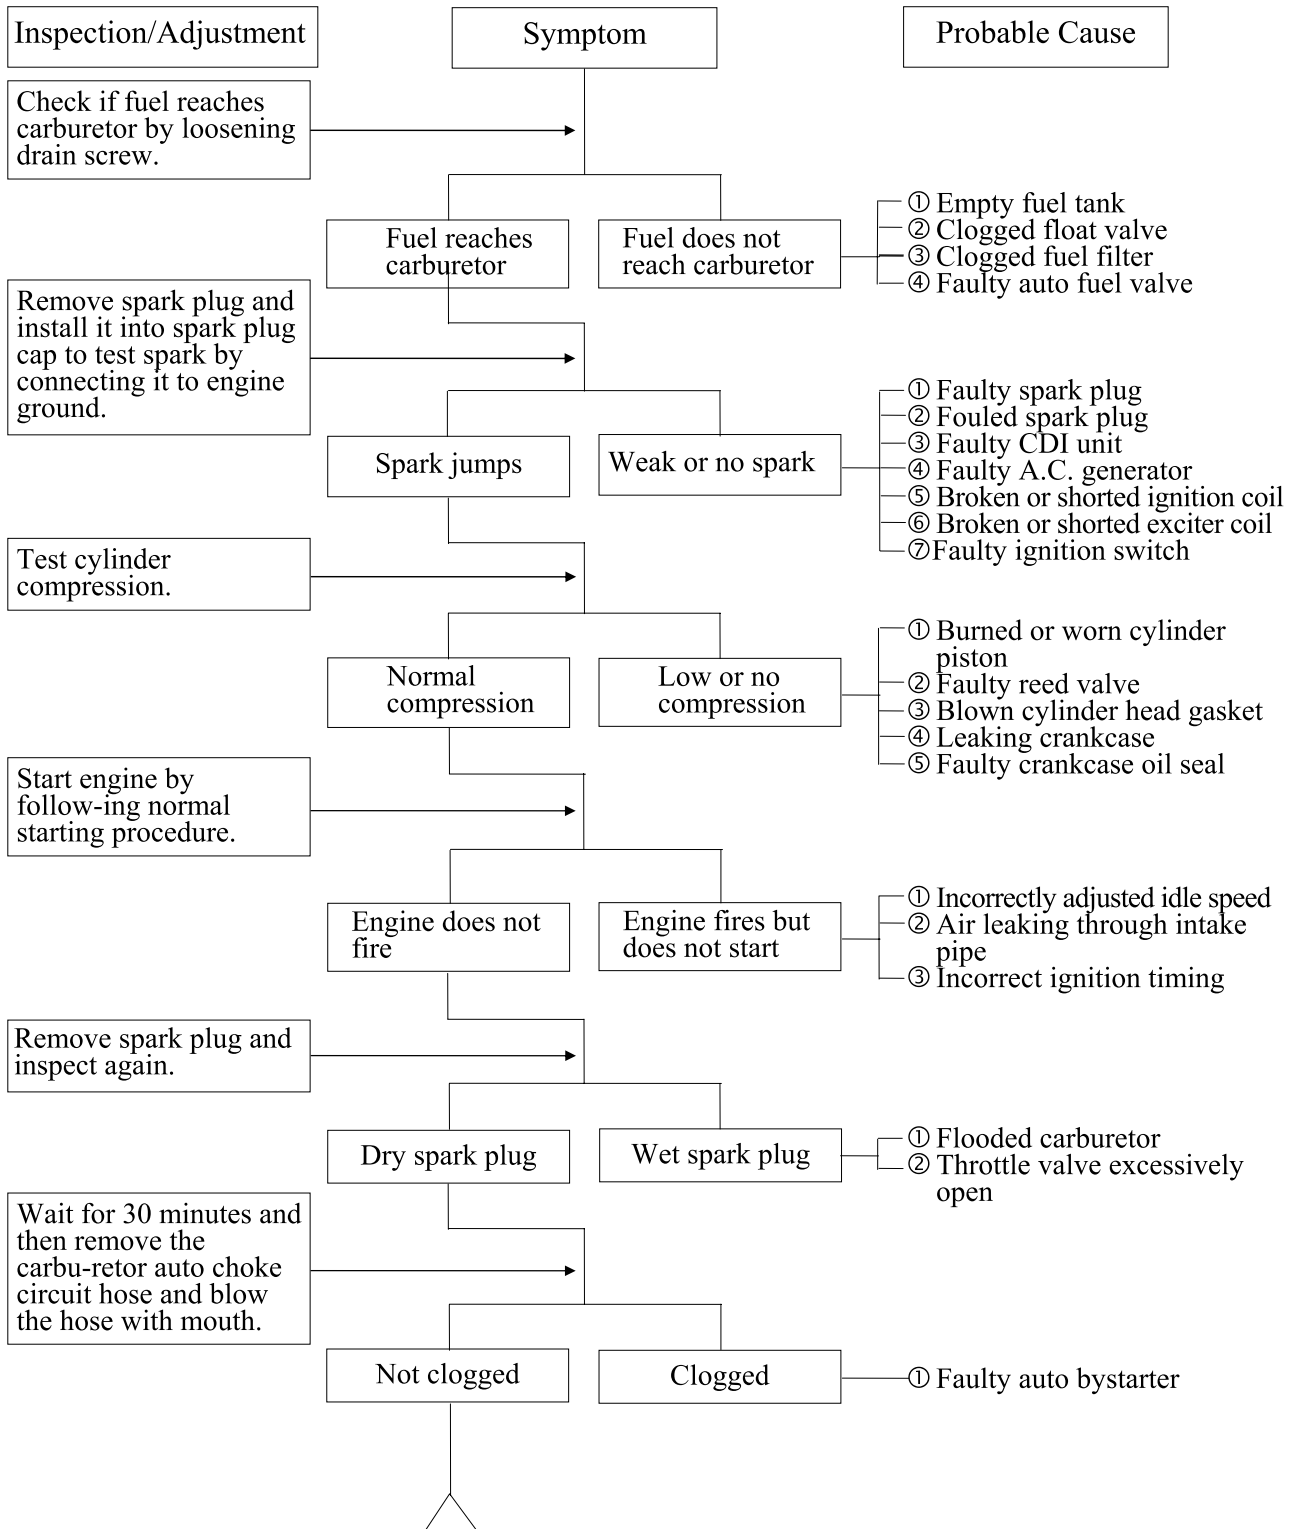 Inspection/Adjustment
Symptom
Probable Cause
Check if fuel reaches
carburetor by loosening
drain screw.
Fuel reaches
carburetor
Fuel does not
reach carburetor
① Empty fuel tank
② Clogged float valve
③ Clogged fuel filter
④ Faulty auto fuel valve
Remove spark plug and
install it into spark plug
cap to test spark by
connecting it to engine
ground.
Spark jumps
Weak or no spark
① Faulty spark plug
② Fouled spark plug
③ Faulty CDI unit
④ Faulty A.C. generator
⑤ Broken or shorted ignition coil
⑥ Broken or shorted exciter coil
⑦Faulty ignition switch
Test cylinder
compression.
Normal
compression
Low or no
compression
① Burned or worn cylinder
piston
② Faulty reed valve
③ Blown cylinder head gasket
④ Leaking crankcase
⑤ Faulty crankcase oil seal
Start engine by
follow-ing normal
starting procedure.
Engine does not
fire
Engine fires but
does not start
① Incorrectly adjusted idle speed
② Air leaking through intake
pipe
③ Incorrect ignition timing
Remove spark plug and
inspect again.
Dry spark plug
Wet spark plug
① Flooded carburetor
② Throttle valve excessively
open
Wait for 30 minutes and
then remove the
carbu-retor auto choke
circuit hose and blow
the hose with mouth.
Not clogged
Clogged
① Faulty auto bystarter